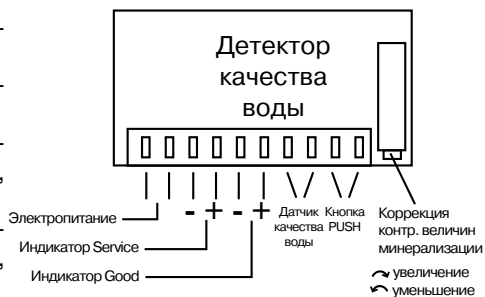 Детектор
качества
воды
- + - +
Электропитание
Индикатор Service
Индикатор Good
Датчик
качества
воды
Кнопка
PUSH
Коррекция
контр. величин
минерализации
увеличение
уменьшение